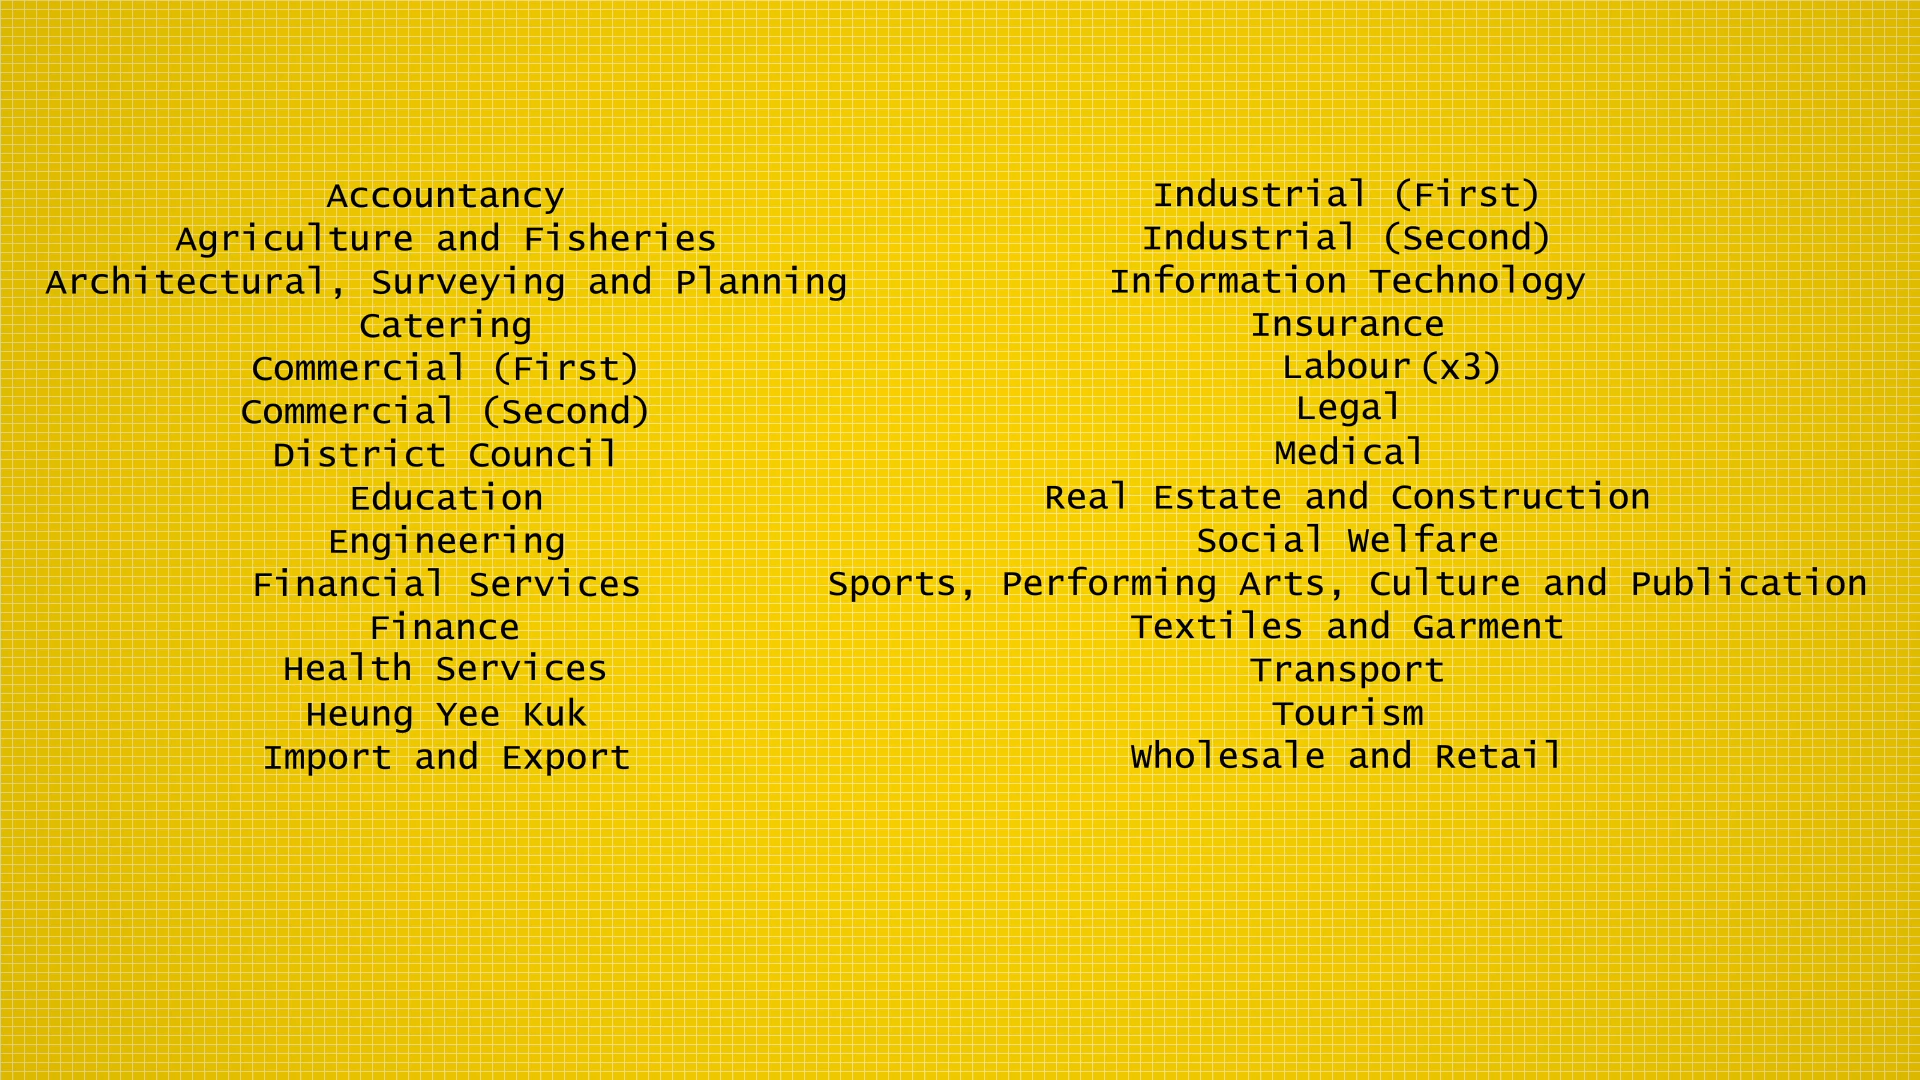 Accountancy
Agriculture and Fisheries
Architectural, Surveying and Planning
Catering
Commercial (First)
Commercial (Second)
District Council
Education
Engineering
Financial Services
Finance
Health Services
Heung Yee Kuk
Import and Export
Industrial (First)
Industrial (Second)
Information Technology
Insurance
Labour (x3)
Legal
Medical
Real Estate and Construction
Social Welfare
Sports, Performing Arts, Culture and Publication
Textiles and Garment
Transport
Tourism
Wholesale and Retail